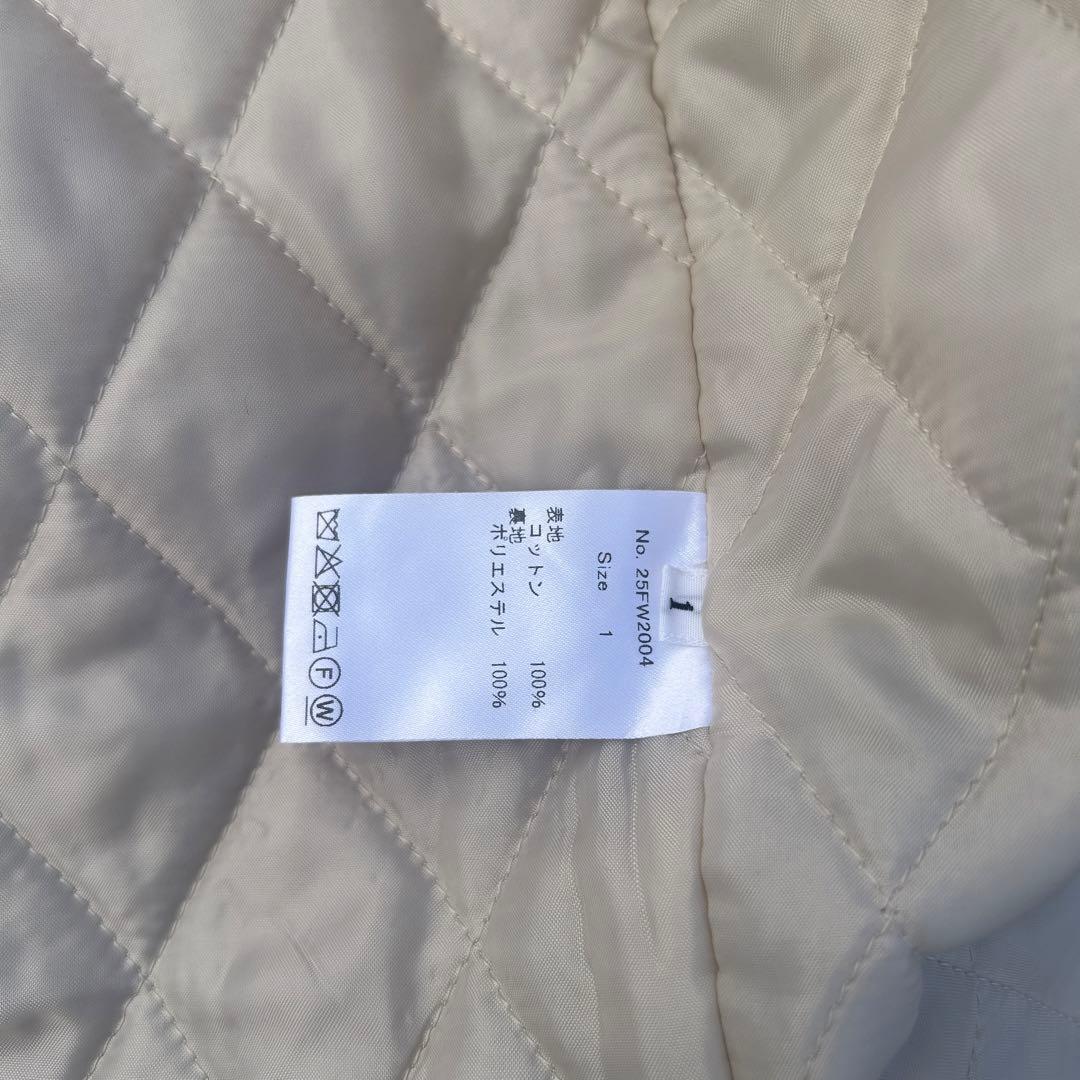 1
No. 25FW2004
Size 1
表地
コットン 100%
裏地
ポリエステル 100%
F W